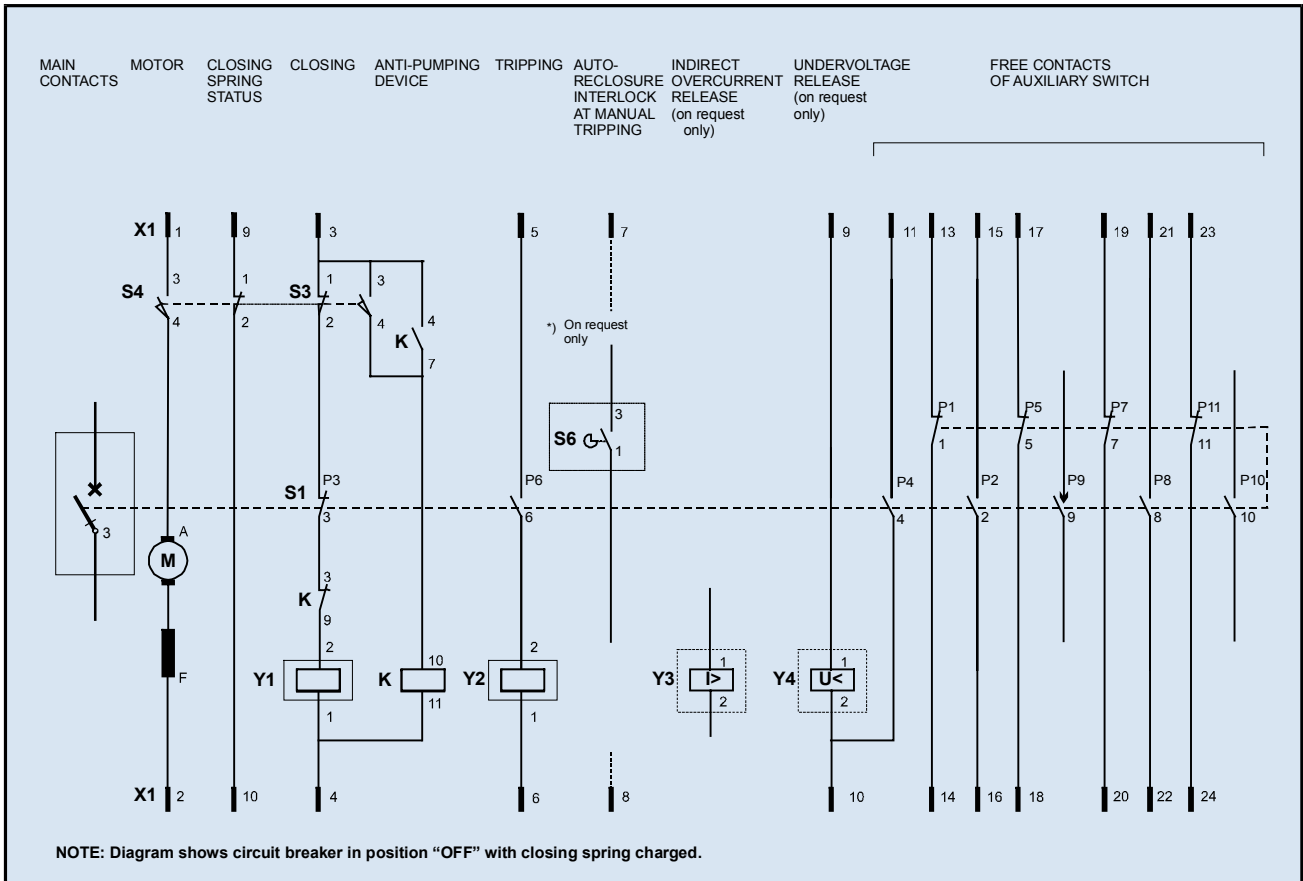 MAIN CONTACTS
MOTOR
CLOSING SPRING STATUS
CLOSING
ANTI-PUMPING DEVICE
TRIPPING
AUTO-RECLOSURE INTERLOCK AT MANUAL TRIPPING
INDIRECT OVERCURRENT RELEASE (on request only)
UNDERVOLTAGE RELEASE (on request only)
FREE CONTACTS OF AUXILIARY SWITCH
X1 1 9 3 5 7 9 11 13 15 17 19 21 23
3 1 1 3
S4 S3
4 2 2 4 4
K
7
*) On request only
3
S6
1
P1 P5 P7 P11
1 5 7 11
S1 P3 P6 P4 P2 P9 P8 P10
3 3 6 4 2 9 8 10
A
M
3
K
9
F
2 10 2 1 1
Y1 K Y2 Y3 I> Y4 U<
1 11 1 2 2
X1 2 10 4 6 8 10 14 16 18 20 22 24
NOTE: Diagram shows circuit breaker in position “OFF” with closing spring charged.